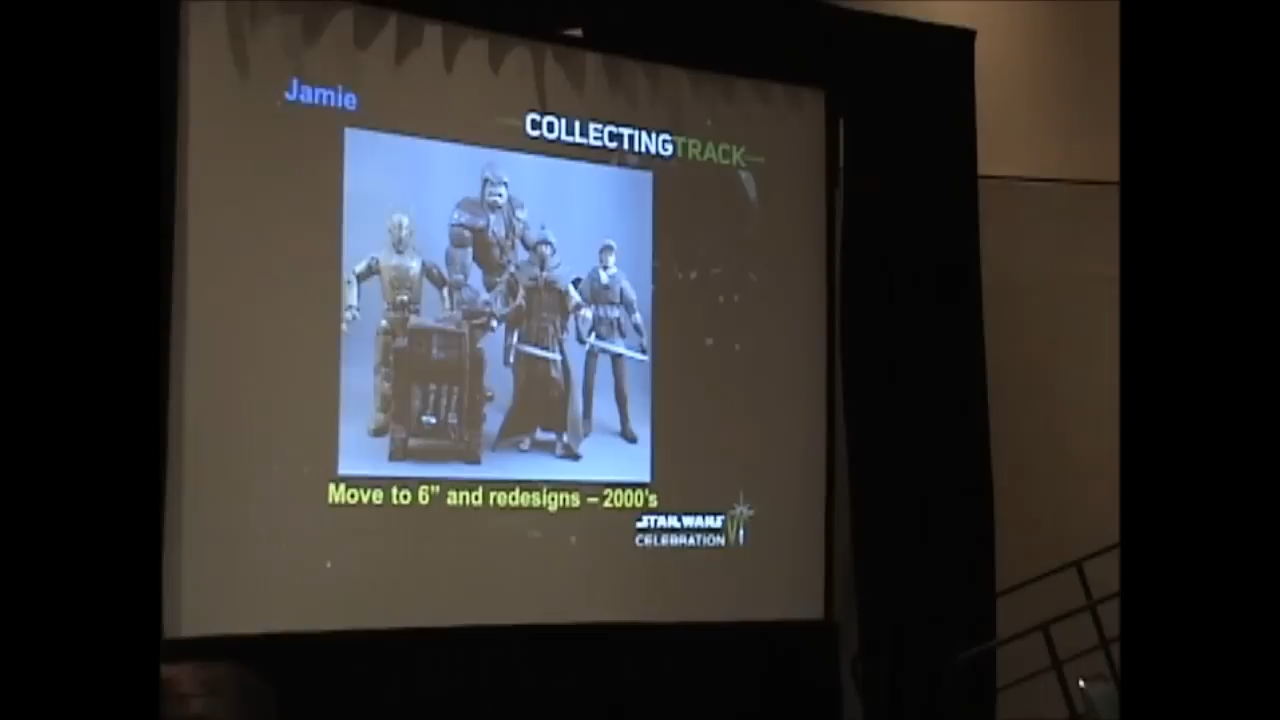 Jamie
COLLECTINGTRACK
Move to 6” and redesigns – 2000's
STAR WARS
CELEBRATION VI